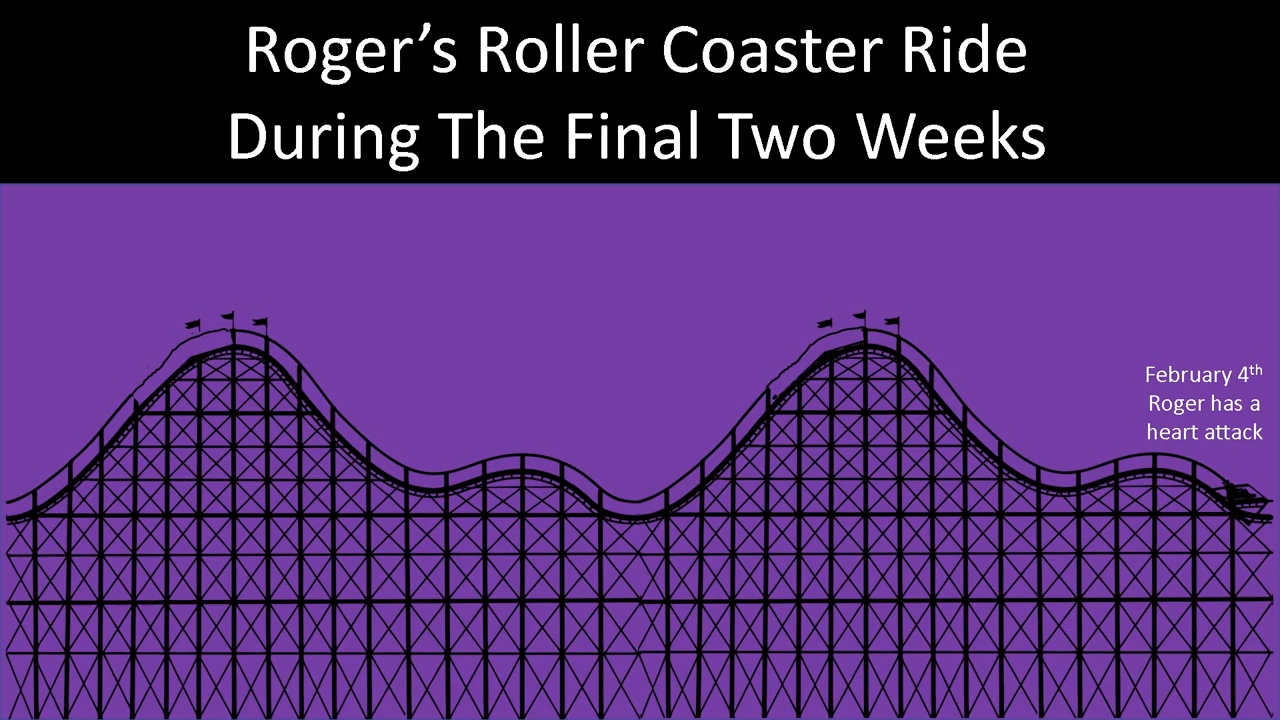 Roger’s Roller Coaster Ride
During The Final Two Weeks
February 4th
Roger has a
heart attack